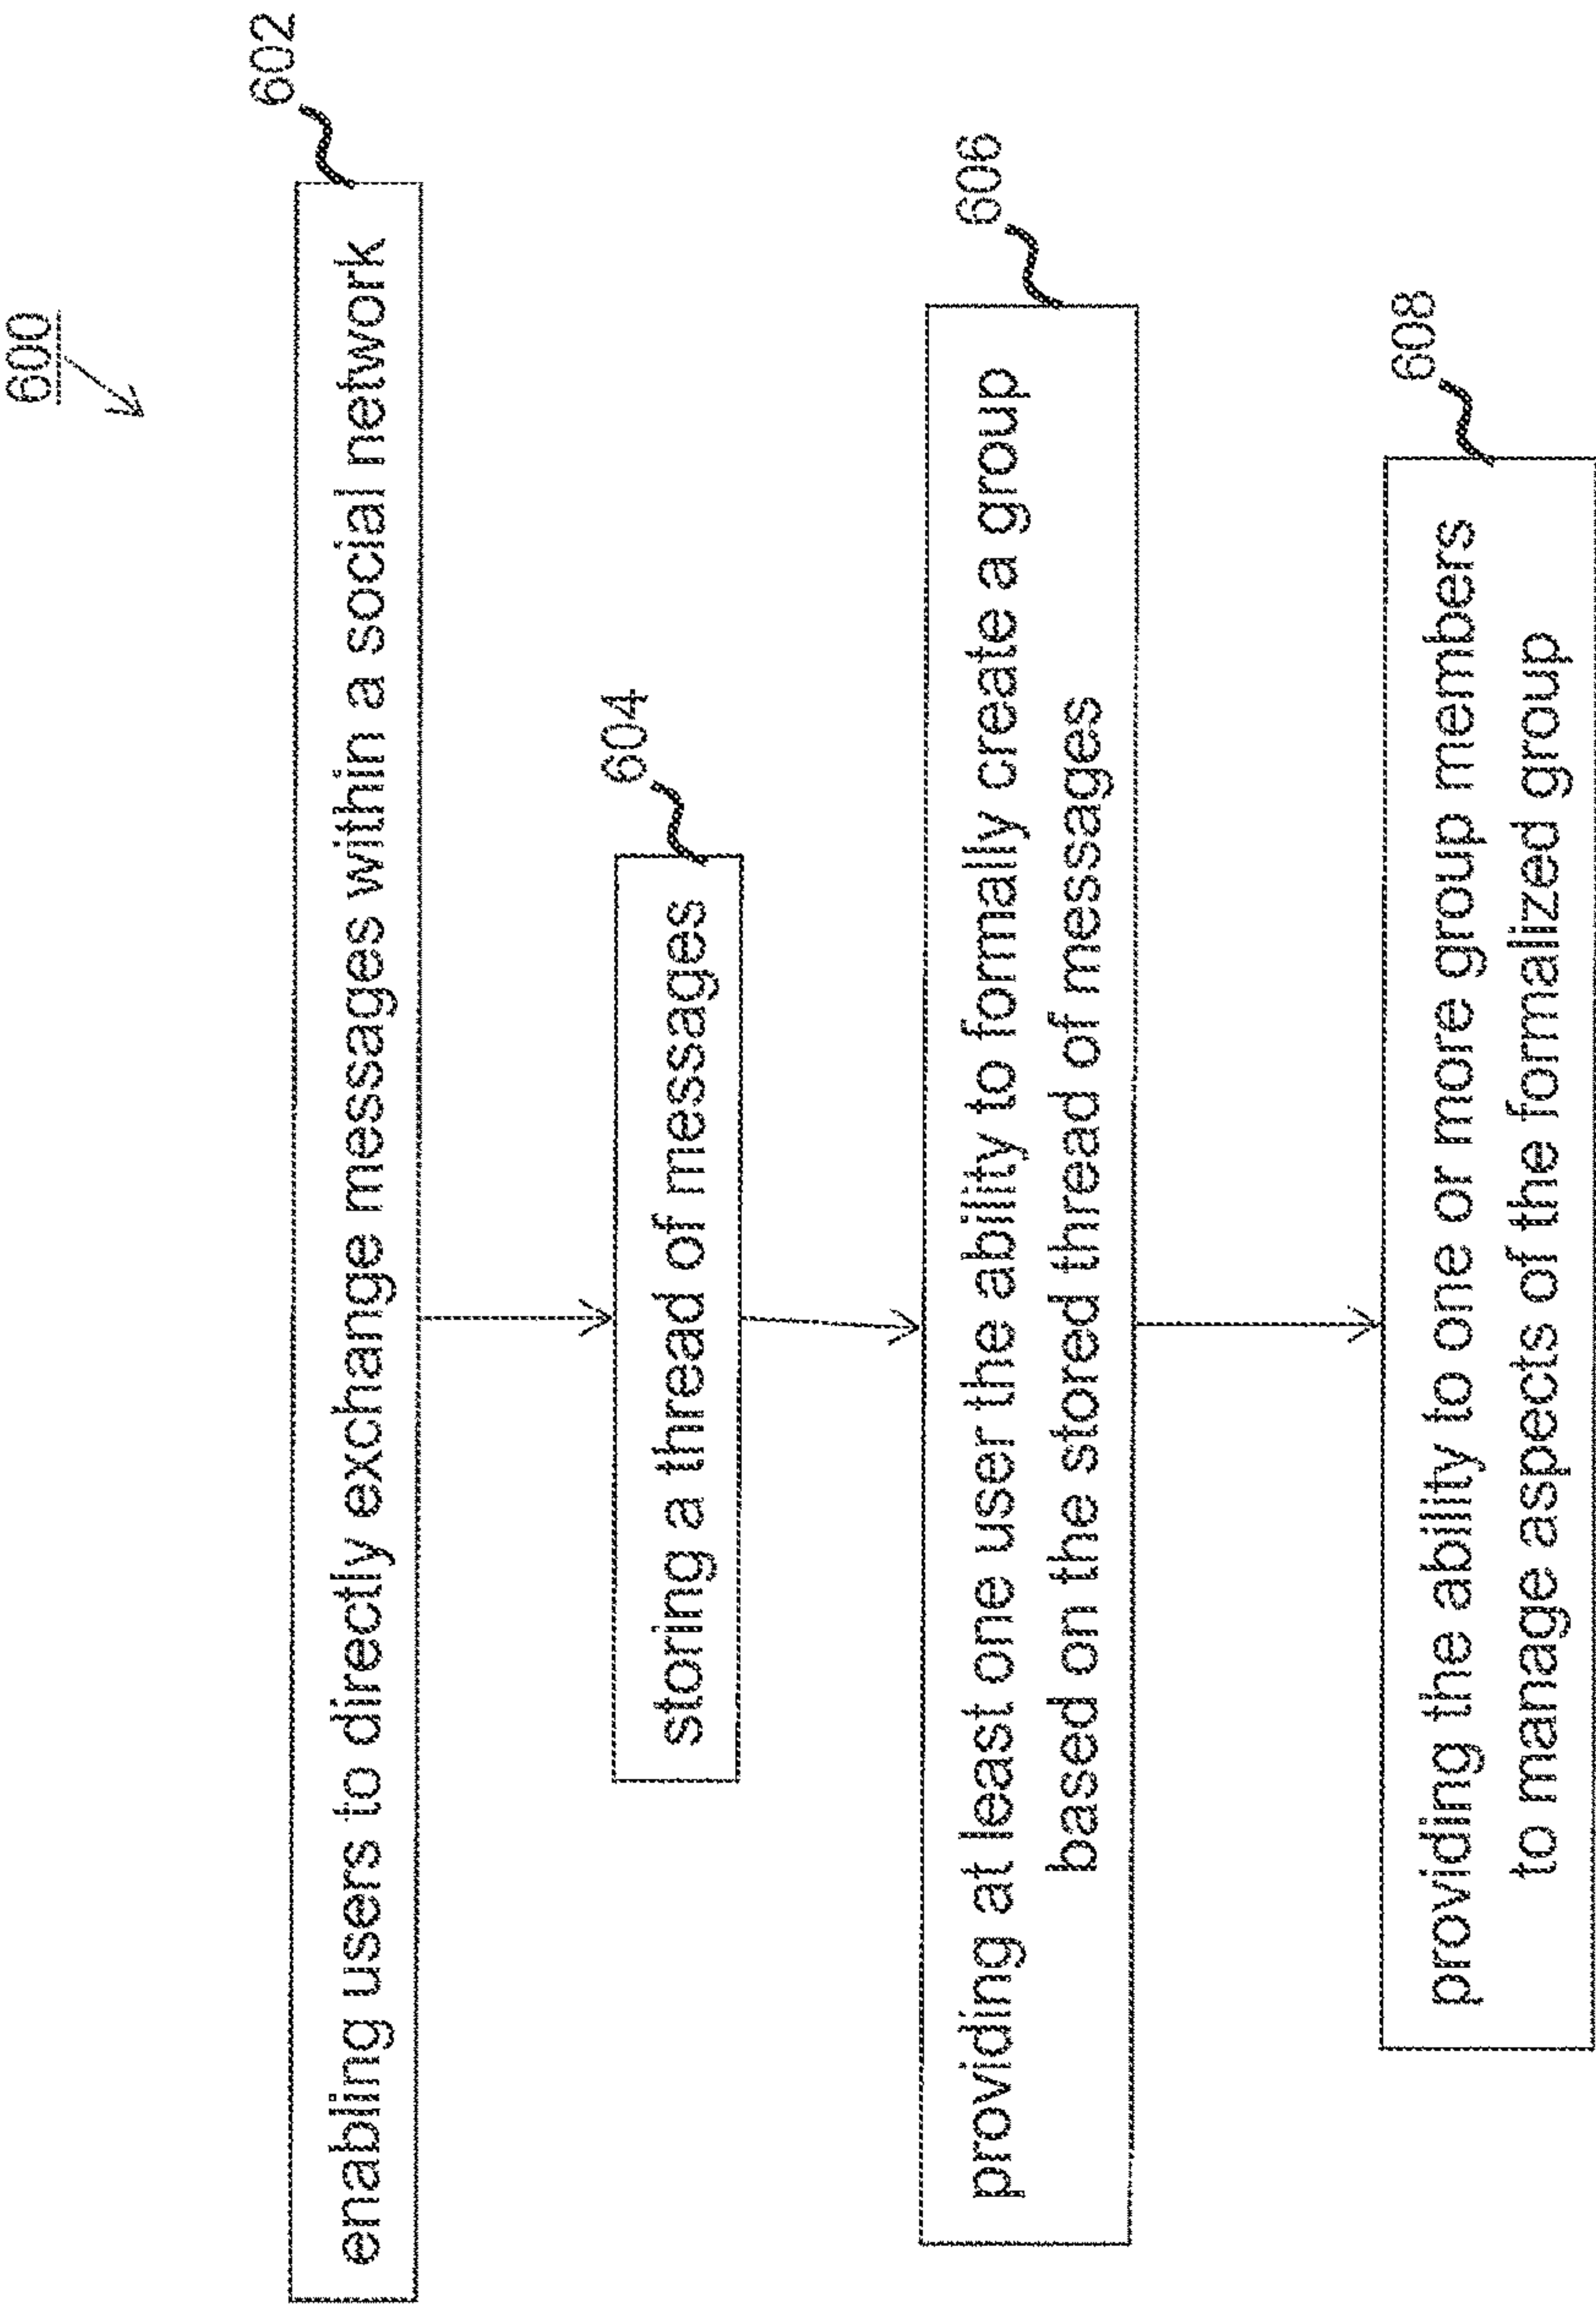 600
602
enabling users to directly exchange messages within a social network
604
storing a thread of messages
606
providing at least one user the ability to formally create a group
based on the stored thread of messages
608
providing the ability to one or more group members
to manage aspects of the formalized group